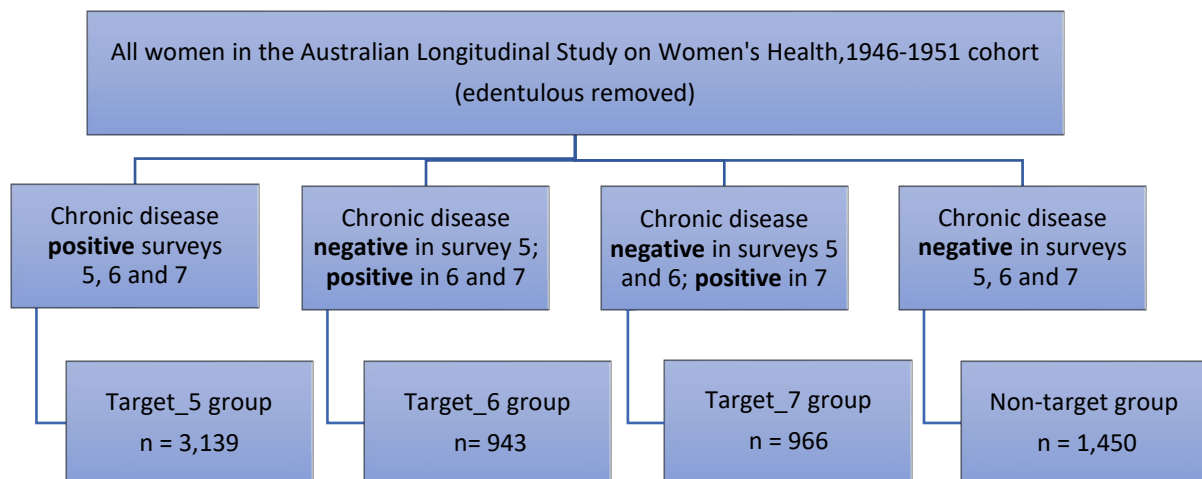 All women in the Australian Longitudinal Study on Women's Health,1946-1951 cohort
(edentulous removed)
Chronic disease
positive surveys
5, 6 and 7
Chronic disease
negative in survey 5;
positive in 6 and 7
Chronic disease
negative in surveys 5
and 6; positive in 7
Chronic disease
negative in surveys
5, 6 and 7
Target_5 group
n = 3,139
Target_6 group
n= 943
Target_7 group
n = 966
Non-target group
n = 1,450